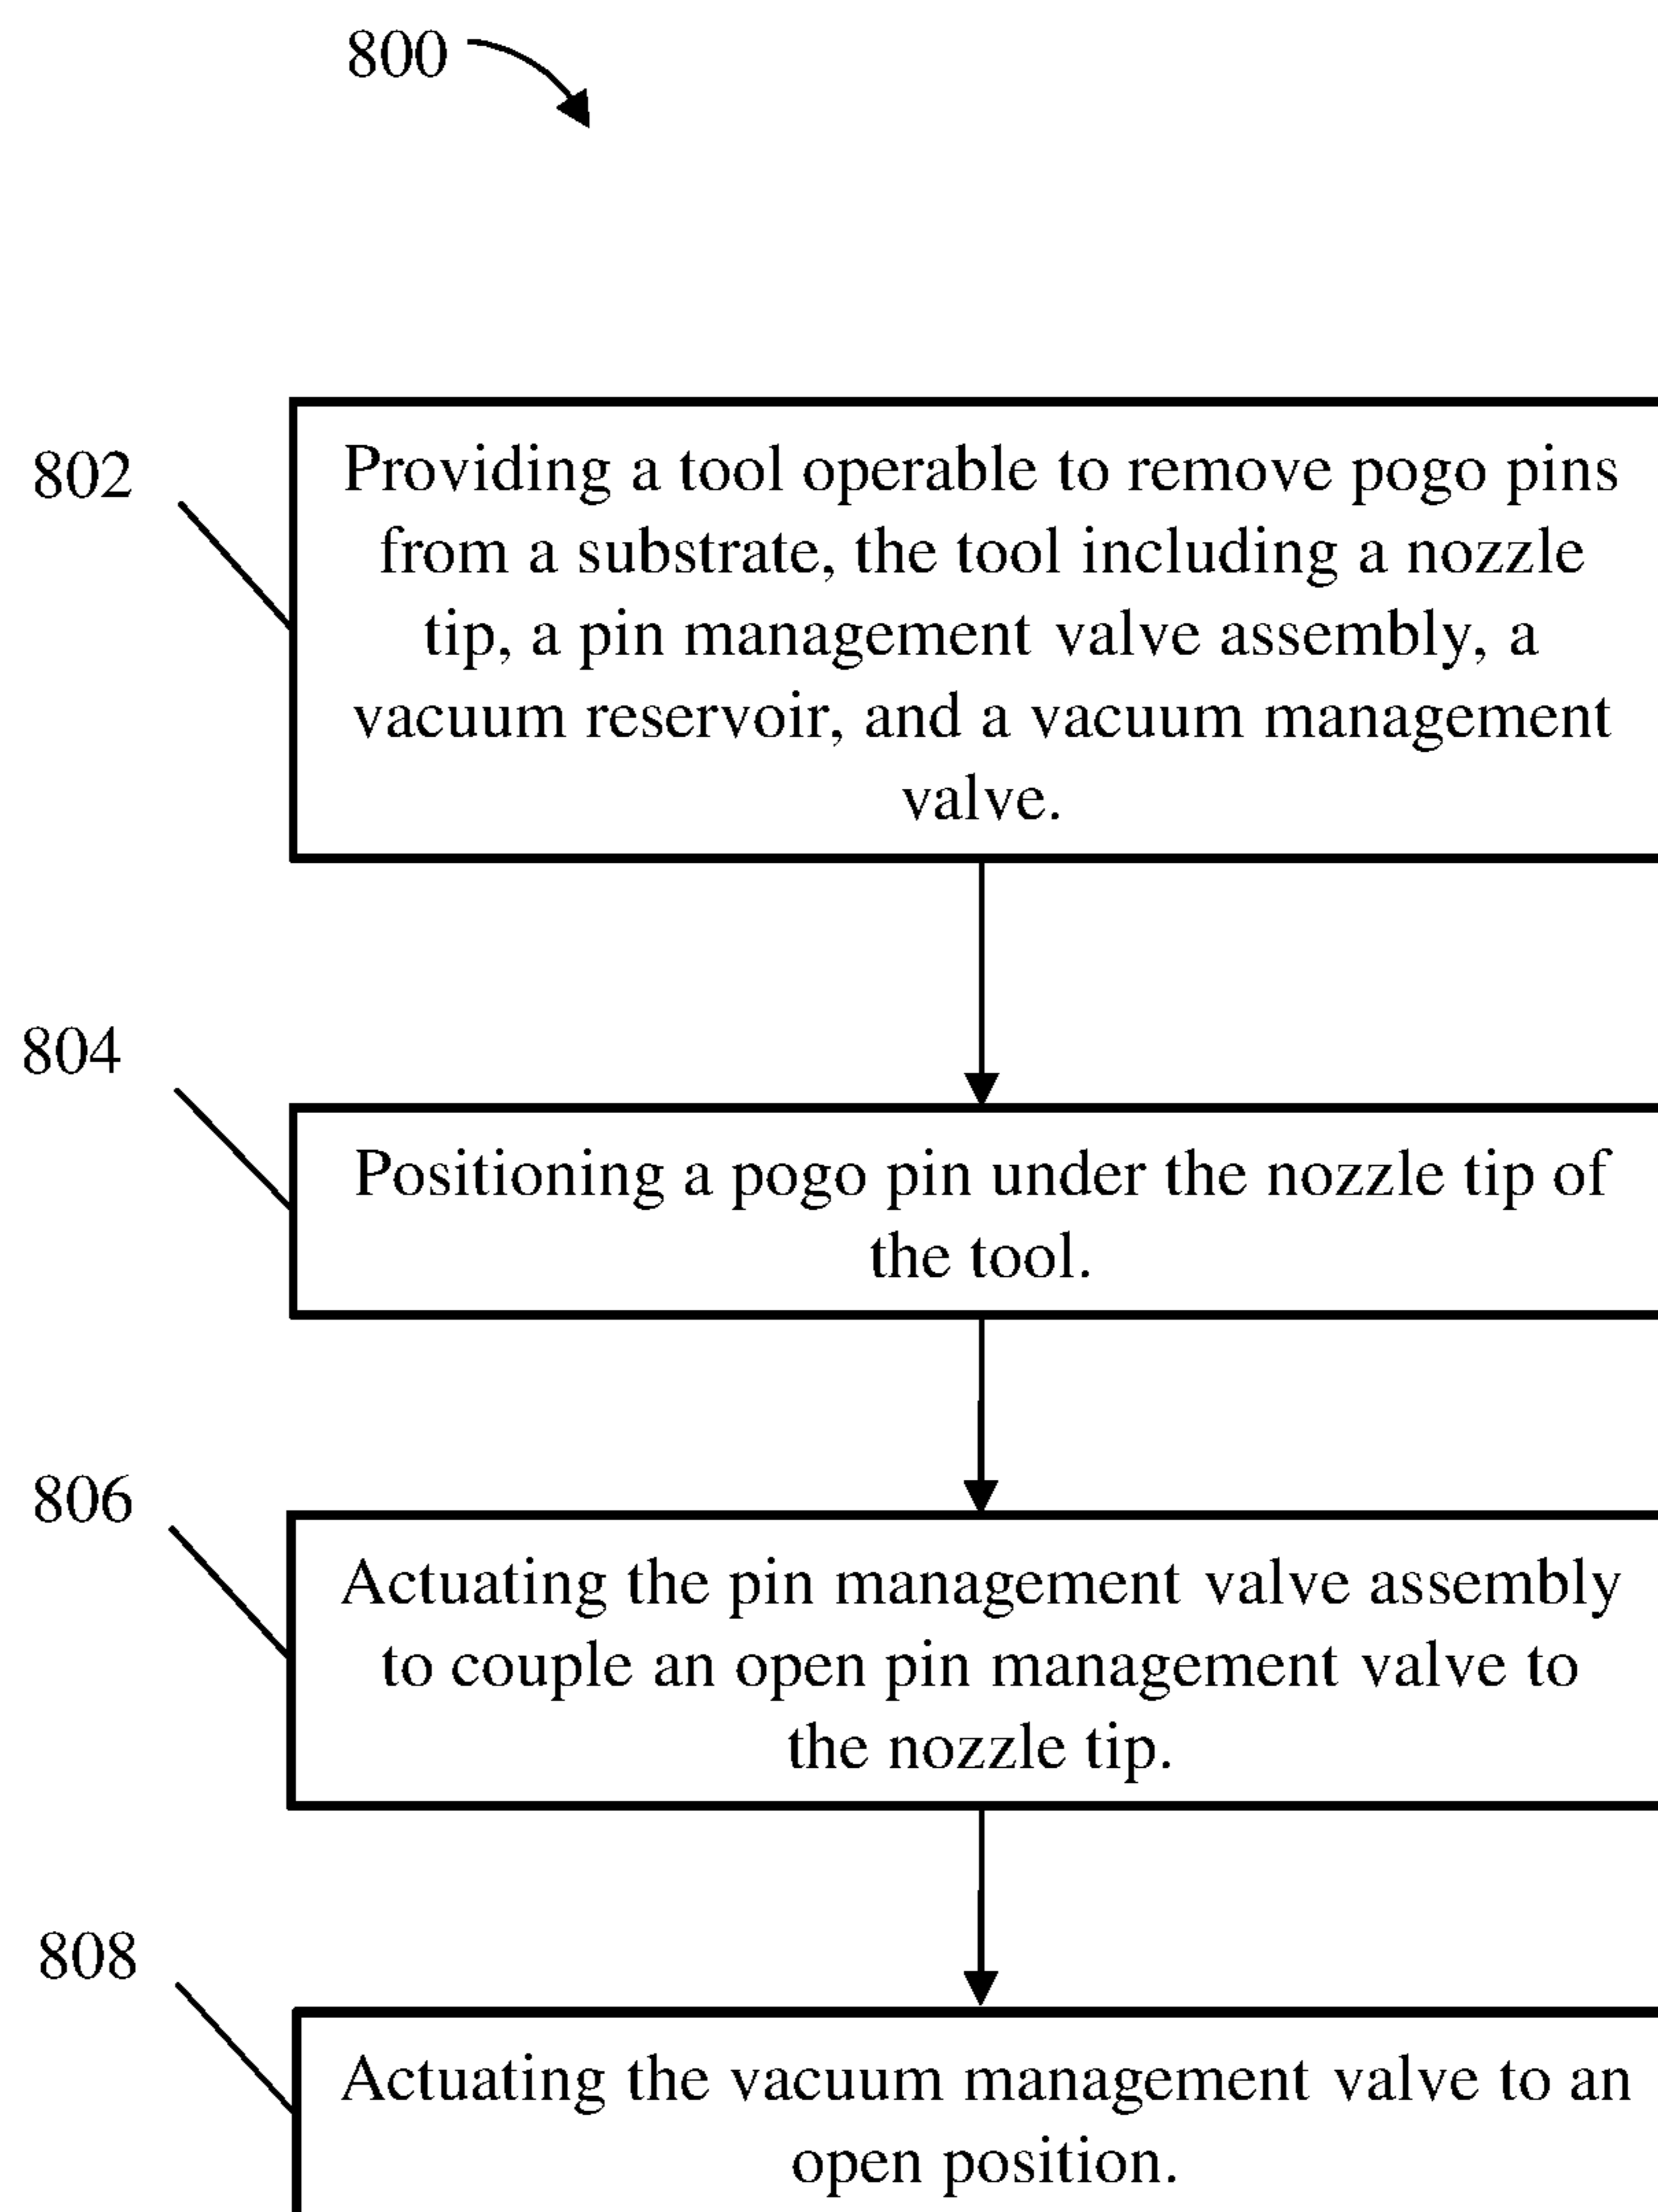 800
802
Providing a tool operable to remove pogo pins
from a substrate, the tool including a nozzle
tip, a pin management valve assembly, a
vacuum reservoir, and a vacuum management
valve.
804
Positioning a pogo pin under the nozzle tip of
the tool.
806
Actuating the pin management valve assembly
to couple an open pin management valve to
the nozzle tip.
808
Actuating the vacuum management valve to an
open position.